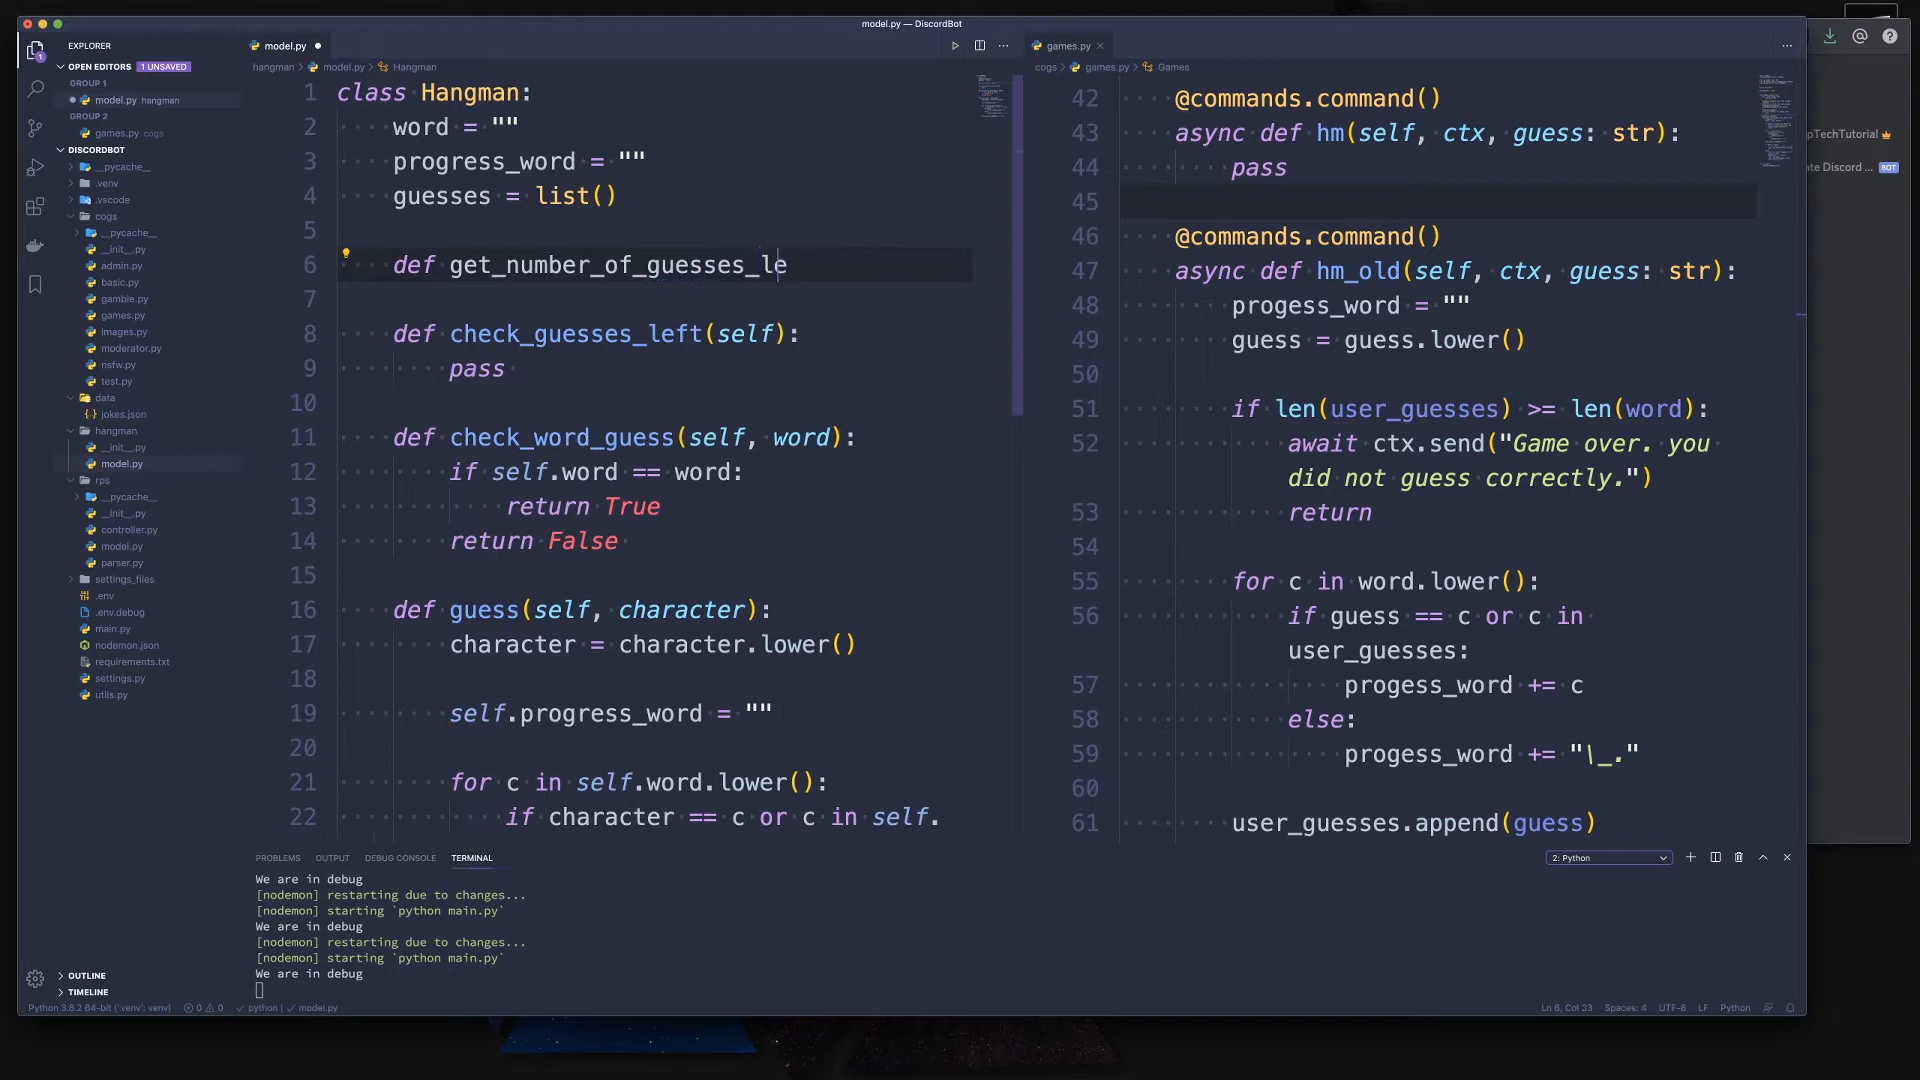 model.py — DiscordBot
EXPLORER
OPEN EDITORS 1 UNSAVED
GROUP 1
model.py hangman
GROUP 2
games.py cogs
DISCORDBOT
__pycache__
.venv
.vscode
cogs
__pycache__
__init__.py
admin.py
basic.py
gamble.py
games.py
images.py
moderator.py
nsfw.py
test.py
data
jokes.json
hangman
__init__.py
model.py
rps
__pycache__
__init__.py
controller.py
model.py
parser.py
settings_files
.env
.env.debug
main.py
nodemon.json
requirements.txt
settings.py
utils.py
OUTLINE
TIMELINE
model.py
hangman > model.py > Hangman
1 class Hangman:
2 word = ""
3 progress_word = ""
4 guesses = list()
5
6 def get_number_of_guesses_le
7
8 def check_guesses_left(self):
9 pass
10
11 def check_word_guess(self, word):
12 if self.word == word:
13 return True
14 return False
15
16 def guess(self, character):
17 character = character.lower()
18
19 self.progress_word = ""
20
21 for c in self.word.lower():
22 if character == c or c in self.
games.py
cogs > games.py > Games
42 @commands.command()
43 async def hm(self, ctx, guess: str):
44 pass
45
46 @commands.command()
47 async def hm_old(self, ctx, guess: str):
48 progess_word = ""
49 guess = guess.lower()
50
51 if len(user_guesses) >= len(word):
52 await ctx.send("Game over. you
did not guess correctly.")
53 return
54
55 for c in word.lower():
56 if guess == c or c in
user_guesses:
57 progess_word += c
58 else:
59 progess_word += "\_."
60
61 user_guesses.append(guess)
PROBLEMS OUTPUT DEBUG CONSOLE TERMINAL
2: Python
We are in debug
[nodemon] restarting due to changes...
[nodemon] starting `python main.py`
We are in debug
[nodemon] restarting due to changes...
[nodemon] starting `python main.py`
We are in debug
Python 3.8.2 64-bit ('.venv': venv) 0 0 python | model.py
Ln 6, Col 33 Spaces: 4 UTF-8 LF Python
pTechTutorial
te Discord ... BOT